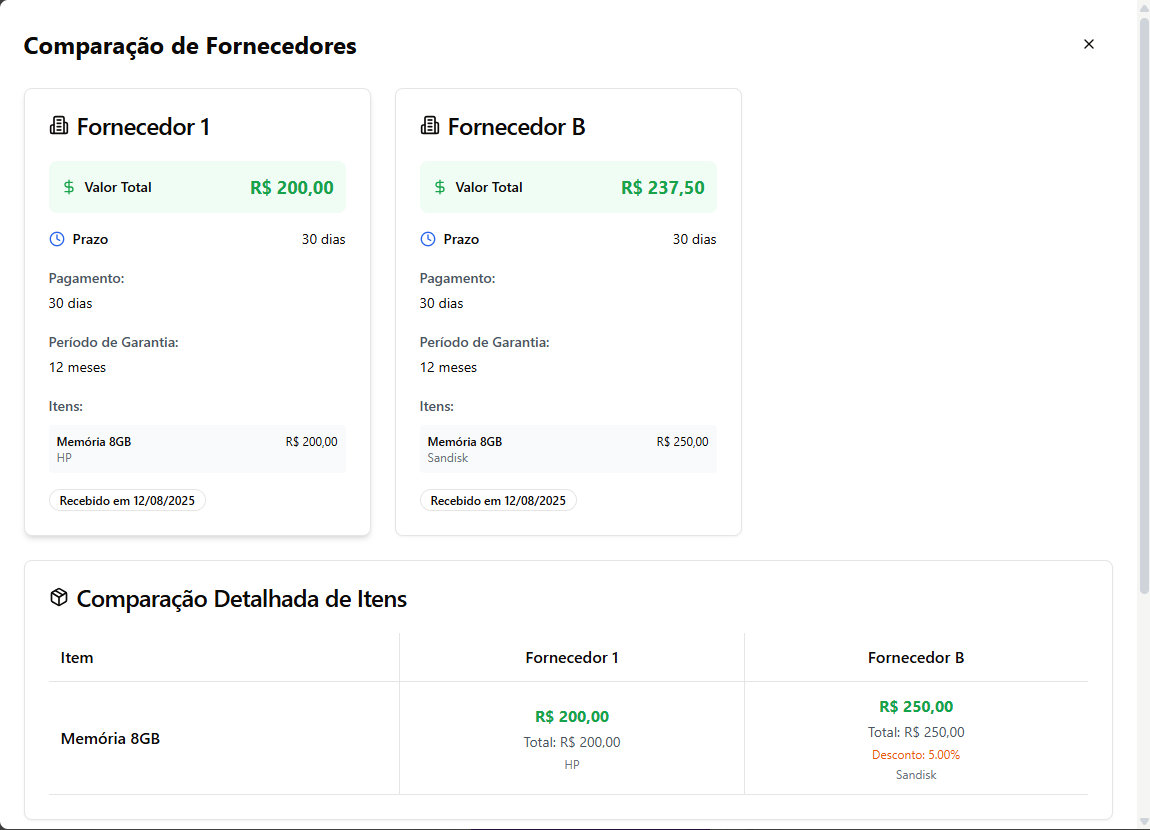 Comparação de Fornecedores
Fornecedor 1
Valor Total R$ 200,00
Prazo 30 dias
Pagamento:
30 dias
Período de Garantia:
12 meses
Itens:
Memória 8GB R$ 200,00
HP
Recebido em 12/08/2025
Fornecedor B
Valor Total R$ 237,50
Prazo 30 dias
Pagamento:
30 dias
Período de Garantia:
12 meses
Itens:
Memória 8GB R$ 250,00
Sandisk
Recebido em 12/08/2025
Comparação Detalhada de Itens
Item Fornecedor 1 Fornecedor B
Memória 8GB
R$ 200,00
Total: R$ 200,00
HP
R$ 250,00
Total: R$ 250,00
Desconto: 5.00%
Sandisk